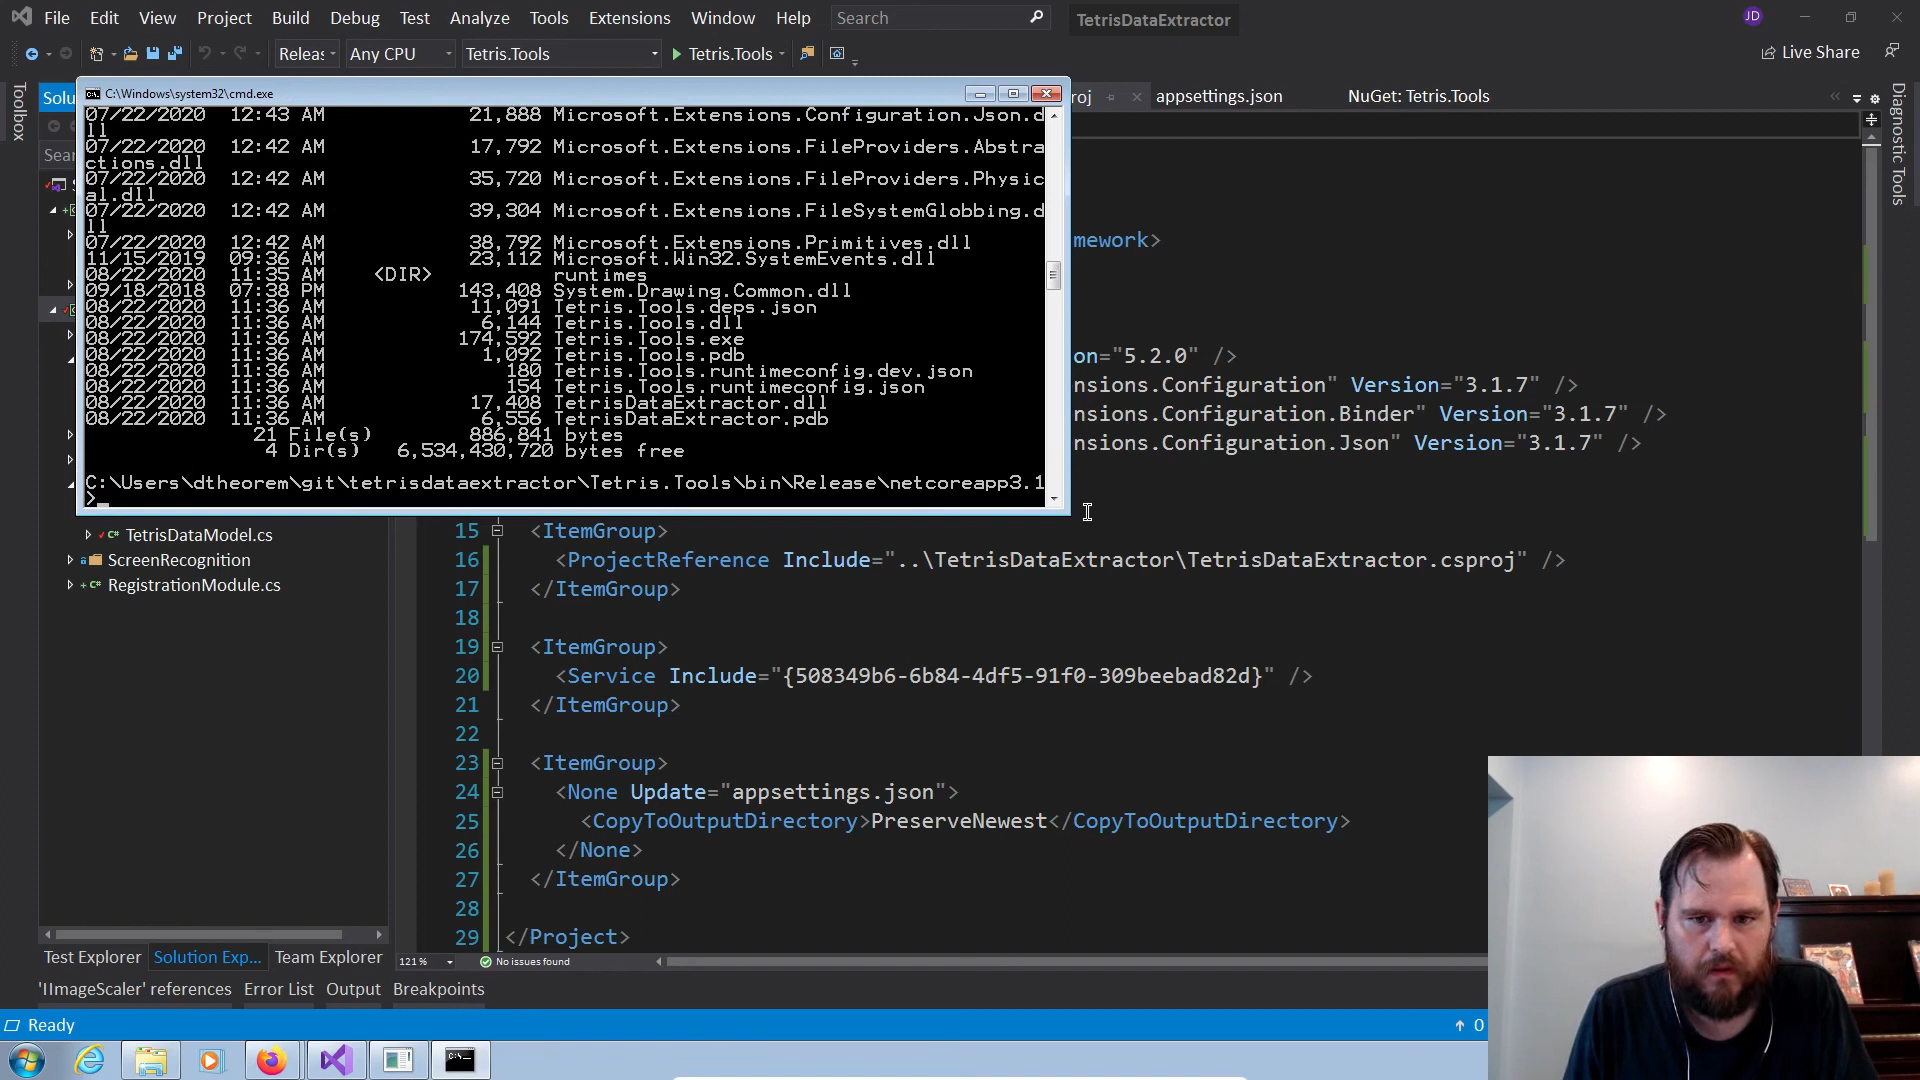 File Edit View Project Build Debug Test Analyze Tools Extensions Window Help Search TetrisDataExtractor JD
Releas Any CPU Tetris.Tools Tetris.Tools Live Share
Toolbox
Solu
Sear
C:\Windows\system32\cmd.exe
07/22/2020 12:43 AM 21,888 Microsoft.Extensions.Configuration.Json.d
ll
07/22/2020 12:42 AM 17,792 Microsoft.Extensions.FileProviders.Abstra
ctions.dll
07/22/2020 12:42 AM 35,720 Microsoft.Extensions.FileProviders.Physic
al.dll
07/22/2020 12:42 AM 39,304 Microsoft.Extensions.FileSystemGlobbing.d
ll
07/22/2020 12:42 AM 38,792 Microsoft.Extensions.Primitives.dll
11/15/2019 09:36 AM 23,112 Microsoft.Win32.SystemEvents.dll
08/22/2020 11:35 AM <DIR> runtimes
09/18/2018 07:38 PM 143,408 System.Drawing.Common.dll
08/22/2020 11:36 AM 11,091 Tetris.Tools.deps.json
08/22/2020 11:36 AM 6,144 Tetris.Tools.dll
08/22/2020 11:36 AM 174,592 Tetris.Tools.exe
08/22/2020 11:36 AM 1,092 Tetris.Tools.pdb
08/22/2020 11:36 AM 180 Tetris.Tools.runtimeconfig.dev.json
08/22/2020 11:36 AM 154 Tetris.Tools.runtimeconfig.json
08/22/2020 11:36 AM 17,408 TetrisDataExtractor.dll
08/22/2020 11:36 AM 6,556 TetrisDataExtractor.pdb
21 File(s) 886,841 bytes
4 Dir(s) 6,534,430,720 bytes free
C:\Users\dtheorem\git\tetrisdataextractor\Tetris.Tools\bin\Release\netcoreapp3.1
>
roj appsettings.json NuGet: Tetris.Tools
Diagnostic Tools
mework>
on="5.2.0" />
nsions.Configuration" Version="3.1.7" />
nsions.Configuration.Binder" Version="3.1.7" />
nsions.Configuration.Json" Version="3.1.7" />
TetrisDataModel.cs
ScreenRecognition
RegistrationModule.cs
15 <ItemGroup>
16 <ProjectReference Include="..\TetrisDataExtractor\TetrisDataExtractor.csproj" />
17 </ItemGroup>
18
19 <ItemGroup>
20 <Service Include="{508349b6-6b84-4df5-91f0-309beebad82d}" />
21 </ItemGroup>
22
23 <ItemGroup>
24 <None Update="appsettings.json">
25 <CopyToOutputDirectory>PreserveNewest</CopyToOutputDirectory>
26 </None>
27 </ItemGroup>
28
29 </Project>
Test Explorer Solution Exp... Team Explorer 121 % No issues found
'IImageScaler' references Error List Output Breakpoints
Ready 0